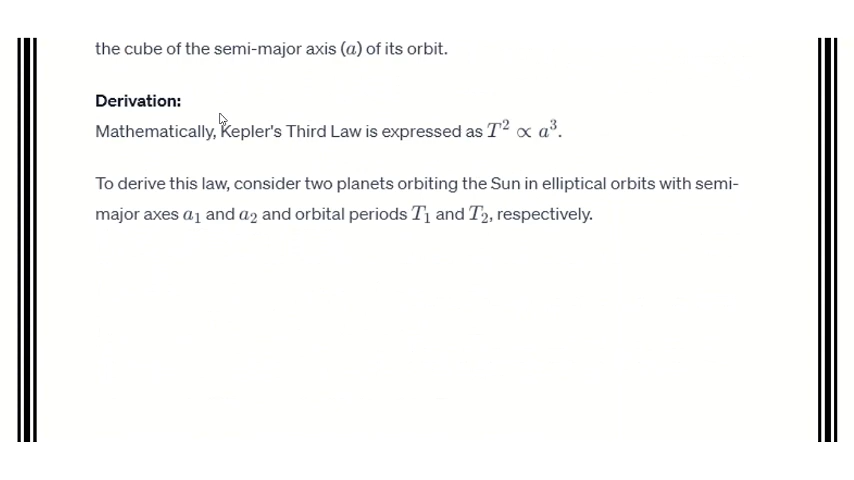 the cube of the semi-major axis (a) of its orbit.
Derivation:
Mathematically, Kepler's Third Law is expressed as T² ∝ a³.
To derive this law, consider two planets orbiting the Sun in elliptical orbits with semi-
major axes a₁ and a₂ and orbital periods T₁ and T₂, respectively.